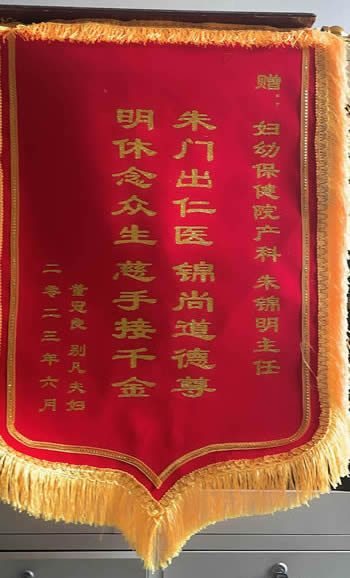 赠：妇幼保健院产科 朱锦明主任
朱门出仁医 锦尚道德尊
明休念众生 慈手接千金
黄冠良 别凡夫妇
二零二三年六月